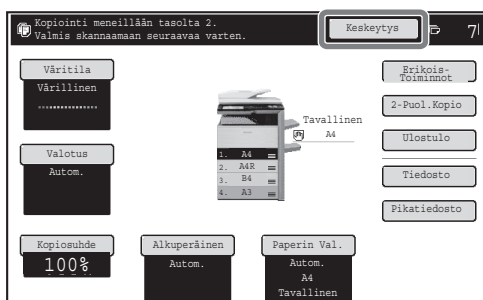 Kopiointi meneillään tasolta 2.
Valmis skannaamaan seuraavaa varten.
Keskeytys
7
Väritila
Värillinen
Valotus
Autom.
Kopiosuhde
100%
Alkuperäinen
Autom.
Paperin Val.
Autom.
A4
Tavallinen
Tavallinen
A4
1. A4
2. A4R
3. B4
4. A3
Erikois-
Toiminnot
2-Puol.Kopio
Ulostulo
Tiedosto
Pikatiedosto